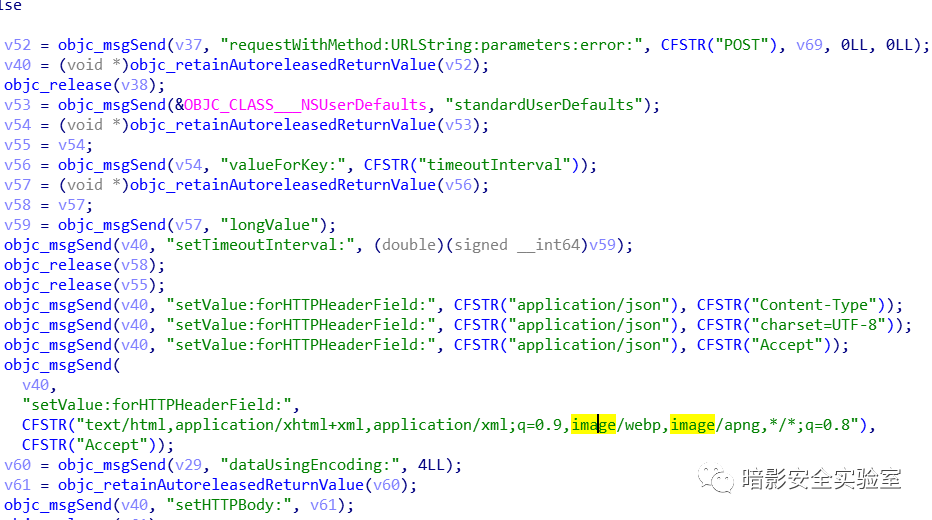 lse
v52 = objc_msgSend(v37, "requestWithMethod:URLString:parameters:error:", CFSTR("POST"), v69, 0LL, 0LL);
v40 = (void *)objc_retainAutoreleasedReturnValue(v52);
objc_release(v38);
v53 = objc_msgSend(&OBJC_CLASS___NSUserDefaults, "standardUserDefaults");
v54 = (void *)objc_retainAutoreleasedReturnValue(v53);
v55 = v54;
v56 = objc_msgSend(v54, "valueForKey:", CFSTR("timeoutInterval"));
v57 = (void *)objc_retainAutoreleasedReturnValue(v56);
v58 = v57;
v59 = objc_msgSend(v57, "longValue");
objc_msgSend(v40, "setTimeoutInterval:", (double)(signed __int64)v59);
objc_release(v58);
objc_release(v55);
objc_msgSend(v40, "setValue:forHTTPHeaderField:", CFSTR("application/json"), CFSTR("Content-Type"));
objc_msgSend(v40, "setValue:forHTTPHeaderField:", CFSTR("application/json"), CFSTR("charset=UTF-8"));
objc_msgSend(v40, "setValue:forHTTPHeaderField:", CFSTR("application/json"), CFSTR("Accept"));
objc_msgSend(
v40,
"setValue:forHTTPHeaderField:",
CFSTR("text/html,application/xhtml+xml,application/xml;q=0.9,image/webp,image/apng,*/*;q=0.8"),
CFSTR("Accept"));
v60 = objc_msgSend(v29, "dataUsingEncoding:", 4LL);
v61 = objc_retainAutoreleasedReturnValue(v60);
objc_msgSend(v40, "setHTTPBody:", v61);
暗影安全实验室